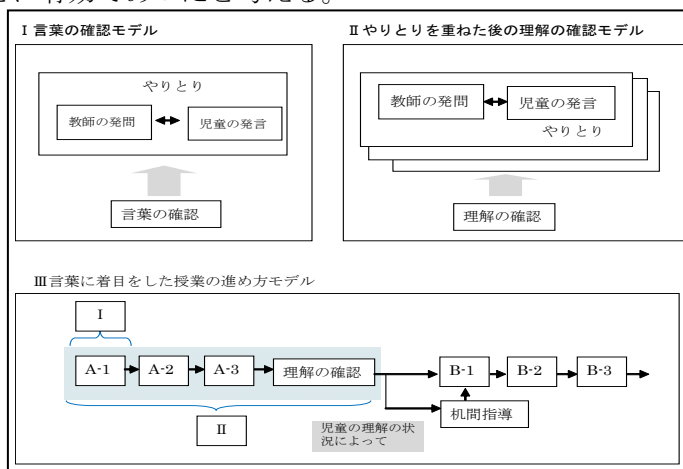 Ⅰ言葉の確認モデル
やりとり
教師の発問
児童の発言
言葉の確認
Ⅱやりとりを重ねた後の理解の確認モデル
教師の発問
児童の発言
やりとり
理解の確認
Ⅲ言葉に着目をした授業の進め方モデル
Ⅰ
A-1
A-2
A-3
理解の確認
B-1
B-2
B-3
Ⅱ
児童の理解の状
況によって
机間指導